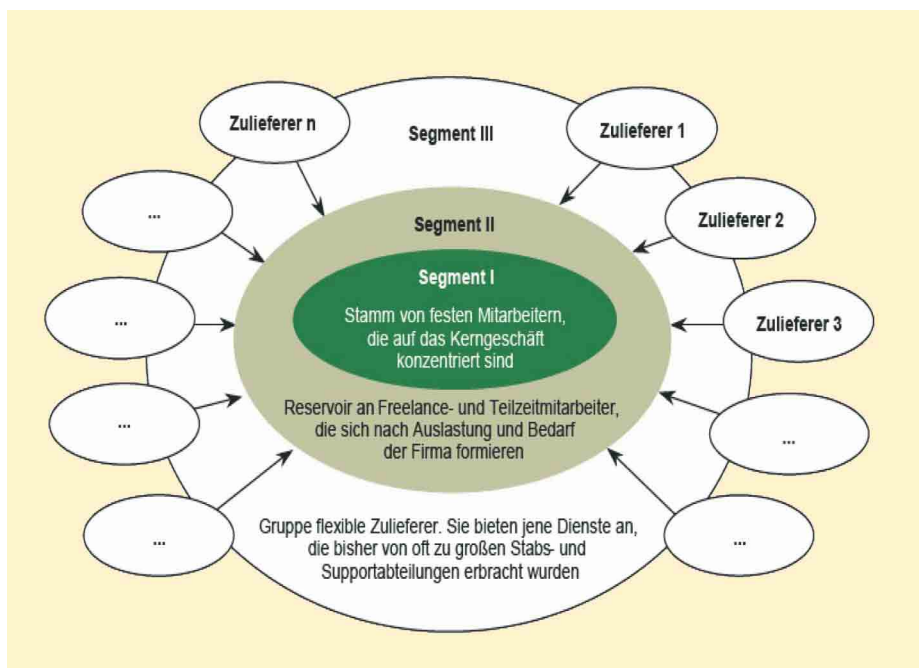 Zulieferer n
Segment III
Zulieferer 1
...
Segment II
Zulieferer 2
Segment I
...
Stamm von festen Mitarbeitern,
die auf das Kerngeschäft
konzentriert sind
Zulieferer 3
Reservoir an Freelance- und Teilzeitmitarbeiter,
die sich nach Auslastung und Bedarf
der Firma formieren
...
...
...
Gruppe flexible Zulieferer. Sie bieten jene Dienste an,
die bisher von oft zu großen Stabs- und
Supportabteilungen erbracht wurden
...